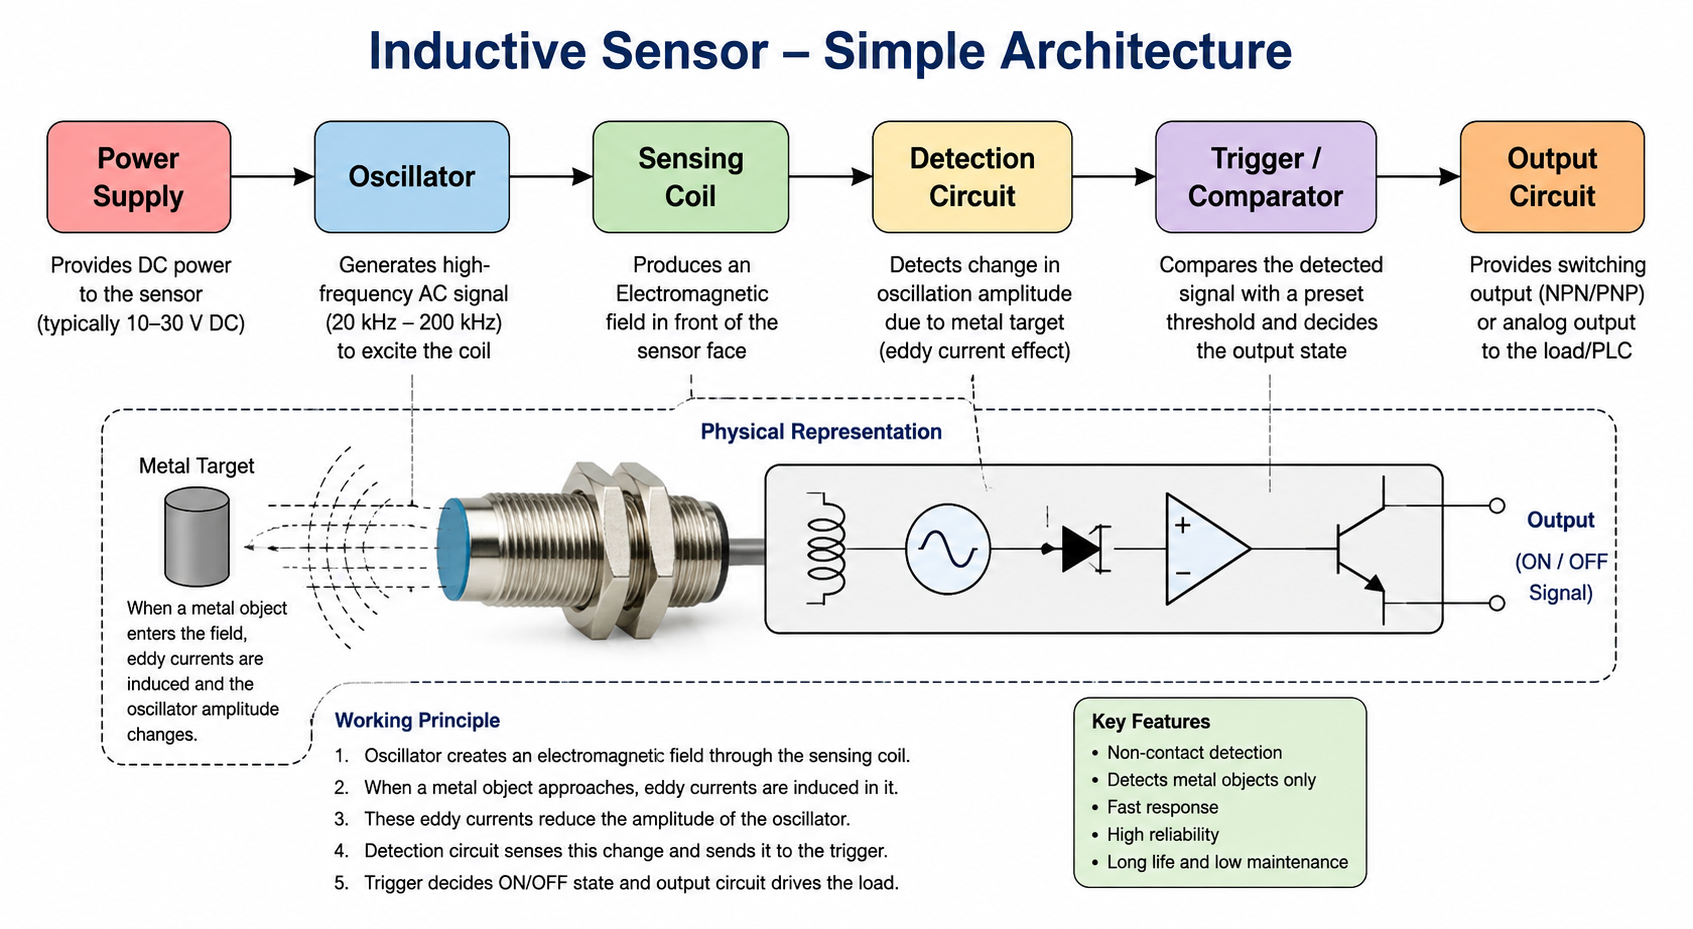 Inductive Sensor – Simple Architecture
Power
Supply
Oscillator
Sensing
Coil
Detection
Circuit
Trigger /
Comparator
Output
Circuit
Provides DC power
to the sensor
(typically 10–30 V DC)
Generates high-
frequency AC signal
(20 kHz – 200 kHz)
to excite the coil
Produces an
Electromagnetic
field in front of the
sensor face
Detects change in
oscillation amplitude
due to metal target
(eddy current effect)
Compares the detected
signal with a preset
threshold and decides
the output state
Provides switching
output (NPN/PNP)
or analog output
to the load/PLC
Physical Representation
Metal Target
When a metal object
enters the field,
eddy currents are
induced and the
oscillator amplitude
changes.
+
−
Output
(ON / OFF
Signal)
Working Principle
1. Oscillator creates an electromagnetic field through the sensing coil.
2. When a metal object approaches, eddy currents are induced in it.
3. These eddy currents reduce the amplitude of the oscillator.
4. Detection circuit senses this change and sends it to the trigger.
5. Trigger decides ON/OFF state and output circuit drives the load.
Key Features
• Non-contact detection
• Detects metal objects only
• Fast response
• High reliability
• Long life and low maintenance